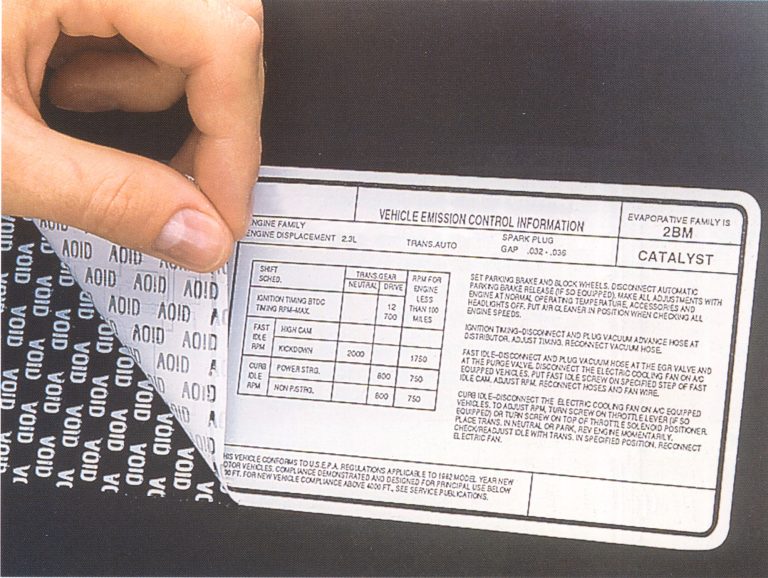 VEHICLE EMISSION CONTROL INFORMATION
EVAPORATIVE FAMILY IS
2BM
CATALYST
ENGINE FAMILY
ENGINE DISPLACEMENT 2.3L
TRANS.AUTO
SPARK PLUG
GAP .032-.036
SHIFT SCHED. TRANS.GEAR RPM FOR ENGINE LESS THAN 100 MILES
NEUTRAL DRIVE
IGNITION TIMING BTDC 12
TIMING RPM-MAX. 700
FAST IDLE RPM HIGH CAM
KICKDOWN 2000 1750
CURB IDLE RPM POWER STRG. 800 750
NON P/STRG. 800 750
SET PARKING BRAKE AND BLOCK WHEELS. DISCONNECT AUTOMATIC
PARKING BRAKE RELEASE (IF SO EQUIPPED). MAKE ALL ADJUSTMENTS WITH
ENGINE AT NORMAL OPERATING TEMPERATURE, ACCESSORIES AND
HEADLIGHTS OFF. PUT AIR CLEANER IN POSITION WHEN CHECKING ALL
ENGINE SPEEDS.
IGNITION TIMING-DISCONNECT AND PLUG VACUUM ADVANCE HOSE AT
DISTRIBUTOR. ADJUST TIMING. RECONNECT VACUUM HOSE.
FAST IDLE-DISCONNECT AND PLUG VACUUM HOSE AT THE EGR VALVE AND
AT THE PURGE VALVE. DISCONNECT THE ELECTRIC COOLING FAN ON A/C
EQUIPPED VEHICLES. PUT FAST IDLE SCREW ON SPECIFIED STEP OF FAST
IDLE CAM. ADJUST RPM. RECONNECT HOSES AND FAN WIRE.
CURB IDLE-DISCONNECT THE ELECTRIC COOLING FAN ON A/C EQUIPPED
VEHICLES. TO ADJUST RPM, TURN SCREW ON THROTTLE LEVER (IF SO
EQUIPPED) OR TURN SCREW ON TOP OF THROTTLE SOLENOID POSITIONER.
PLACE TRANS. IN NEUTRAL OR PARK, REV ENGINE MOMENTARILY.
CHECK/READJUST IDLE WITH TRANS. IN SPECIFIED POSITION. RECONNECT
ELECTRIC FAN.
HIS VEHICLE CONFORMS TO U.S.E.P.A. REGULATIONS APPLICABLE TO 1982 MODEL YEAR NEW
OTOR VEHICLES. COMPLIANCE DEMONSTRATED AND DESIGNED FOR PRINCIPAL USE BELOW
00 FT. FOR NEW VEHICLE COMPLIANCE ABOVE 4000 FT., SEE SERVICE PUBLICATIONS.
VOID
VOID VOID
VOID VOID
VOID VOID VOID
VOID VOID VOID